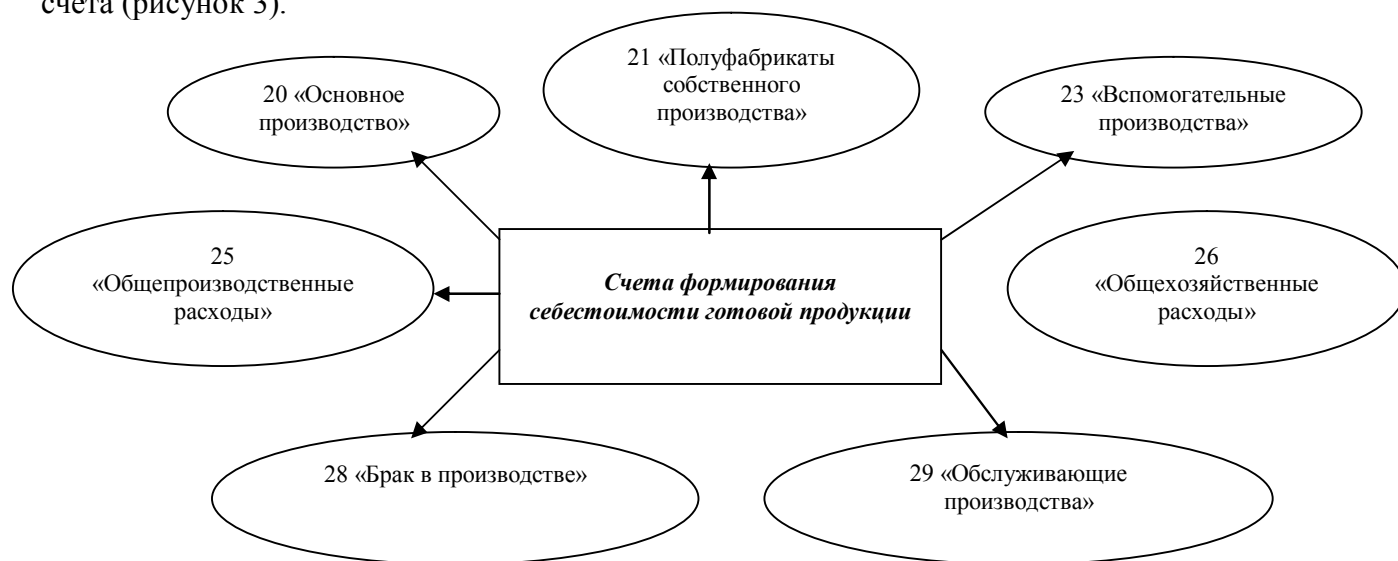 счета (рисунок 3).
21 «Полуфабрикаты
собственного
производства»
20 «Основное
производство»
23 «Вспомогательные
производства»
25
«Общепроизводственные
расходы»
Счета формирования
себестоимости готовой продукции
26
«Общехозяйственные
расходы»
28 «Брак в производстве»
29 «Обслуживающие
производства»